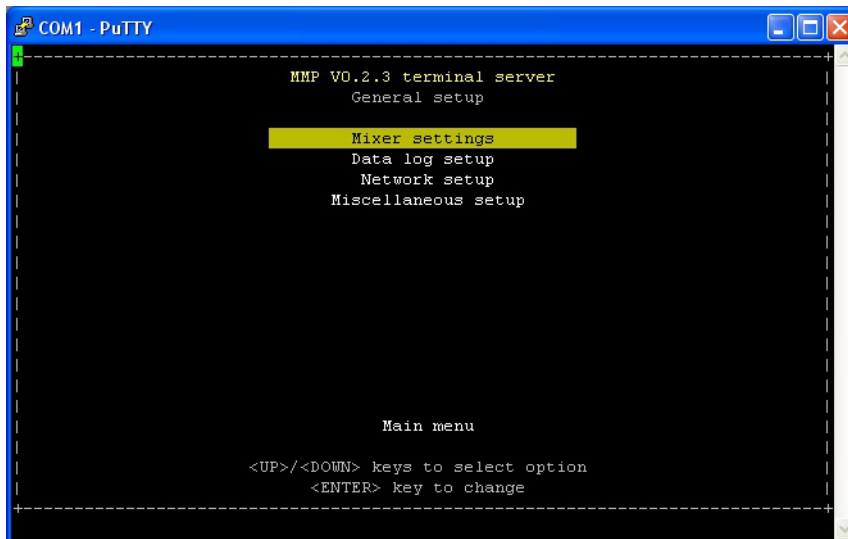 COM1 - PuTTY
MMP V0.2.3 terminal server
General setup
Mixer settings
Data log setup
Network setup
Miscellaneous setup
Main menu
<UP>/<DOWN> keys to select option
<ENTER> key to change